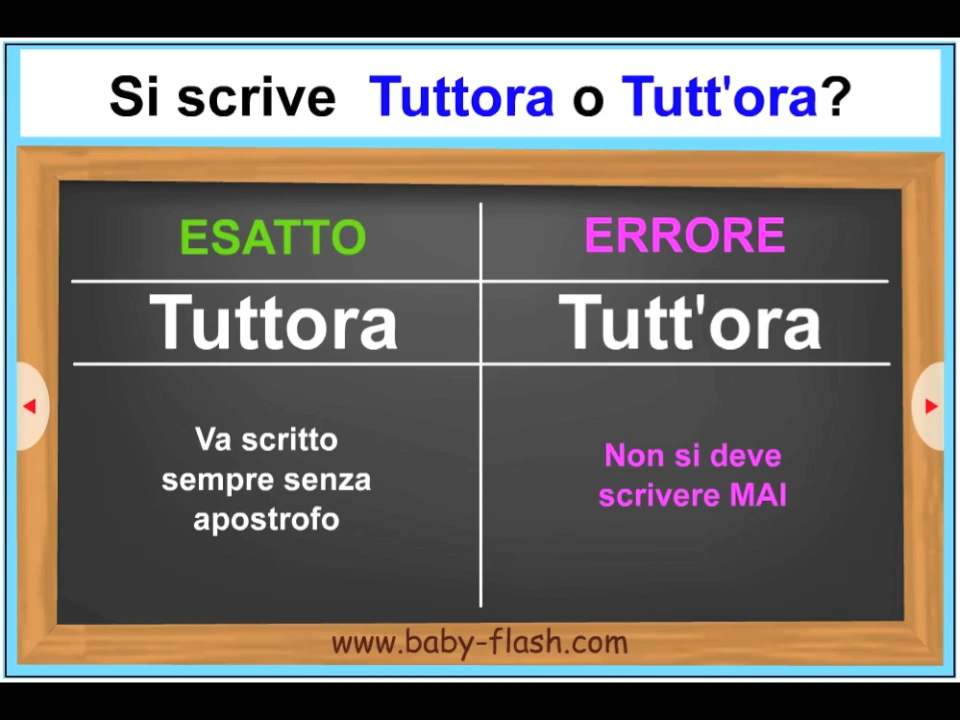 Si scrive Tuttora o Tutt'ora?
ESATTO
ERRORE
Tuttora
Tutt'ora
Va scritto
sempre senza
apostrofo
Non si deve
scrivere MAI
www.baby-flash.com